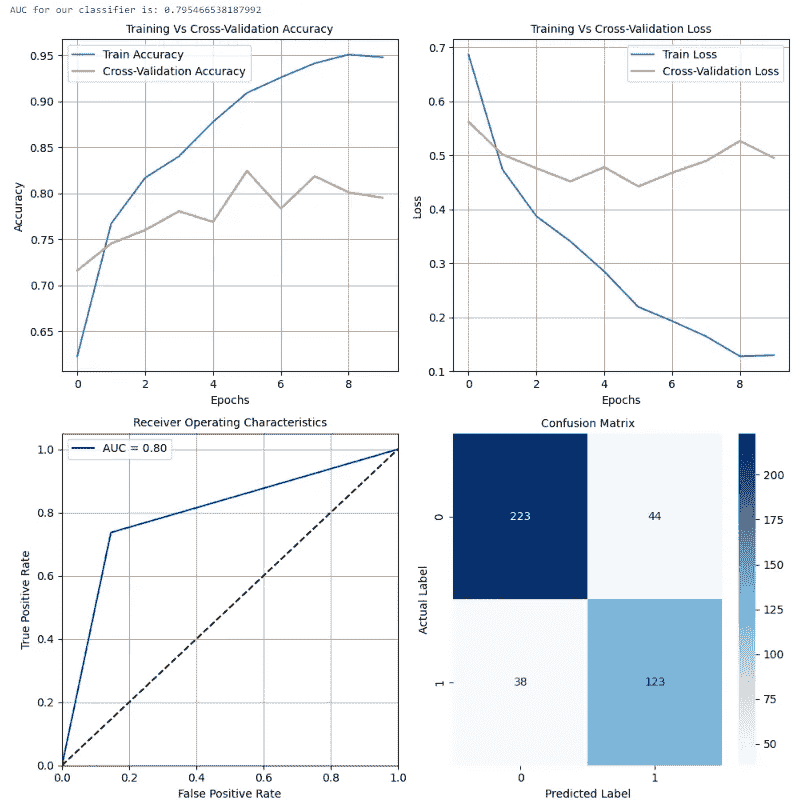 AUC for our classifier is: 0.795466538187992
Training Vs Cross-Validation Accuracy
Train Accuracy
Cross-Validation Accuracy
0.95
0.90
0.85
0.80
0.75
0.70
0.65
Accuracy
0 2 4 6 8
Epochs
Training Vs Cross-Validation Loss
Train Loss
Cross-Validation Loss
0.7
0.6
0.5
0.4
0.3
0.2
0.1
Loss
0 2 4 6 8
Epochs
Receiver Operating Characteristics
AUC = 0.80
1.0
0.8
0.6
0.4
0.2
0.0
True Positive Rate
0.0 0.2 0.4 0.6 0.8 1.0
False Positive Rate
Confusion Matrix
0
223 44
1
38 123
Actual Label
0 1
Predicted Label
200
175
150
125
100
75
50